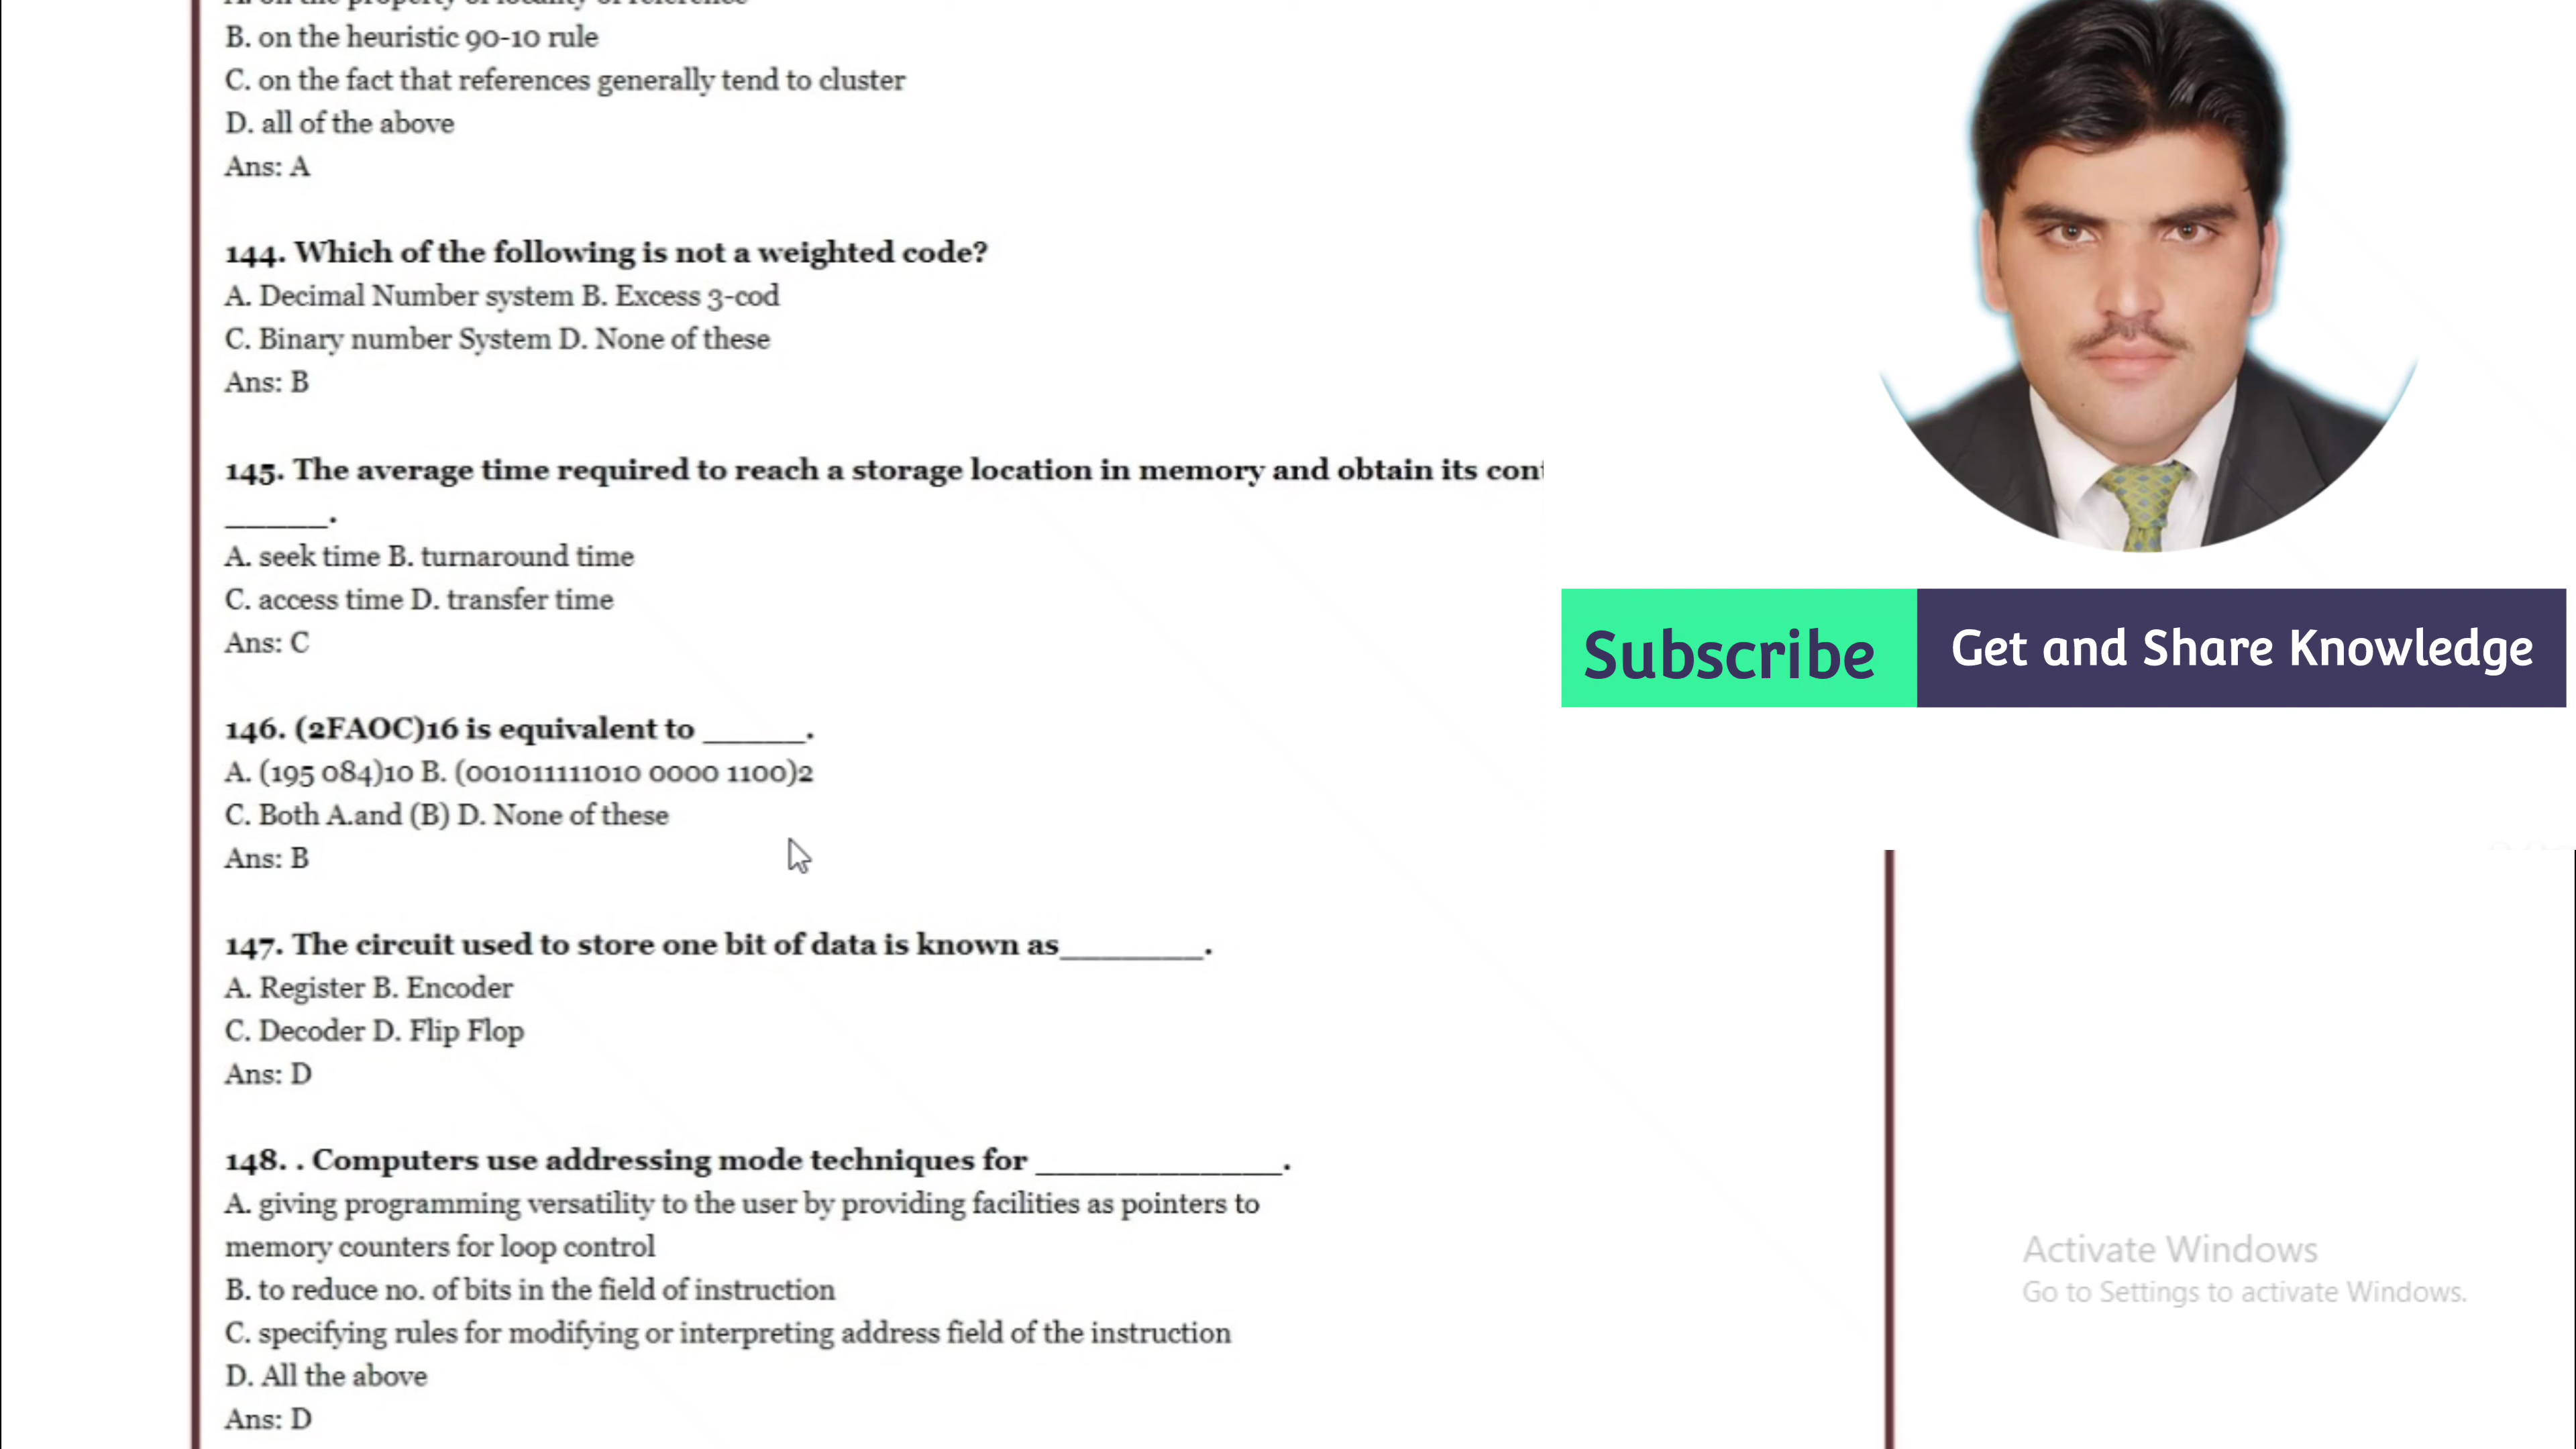 B. on the heuristic 90-10 rule
C. on the fact that references generally tend to cluster
D. all of the above
Ans: A
144. Which of the following is not a weighted code?
A. Decimal Number system B. Excess 3-cod
C. Binary number System D. None of these
Ans: B
145. The average time required to reach a storage location in memory and obtain its
_____.
A. seek time B. turnaround time
C. access time D. transfer time
Ans: C
146. (2FAOC)16 is equivalent to _____.
A. (195 084)10 B. (001011111010 0000 1100)2
C. Both A.and (B) D. None of these
Ans: B
147. The circuit used to store one bit of data is known as_______.
A. Register B. Encoder
C. Decoder D. Flip Flop
Ans: D
148. . Computers use addressing mode techniques for ____________.
A. giving programming versatility to the user by providing facilities as pointers to
memory counters for loop control
B. to reduce no. of bits in the field of instruction
C. specifying rules for modifying or interpreting address field of the instruction
D. All the above
Ans: D
Subscribe
Get and Share Knowledge
Activate Windows
Go to Settings to activate Windows.